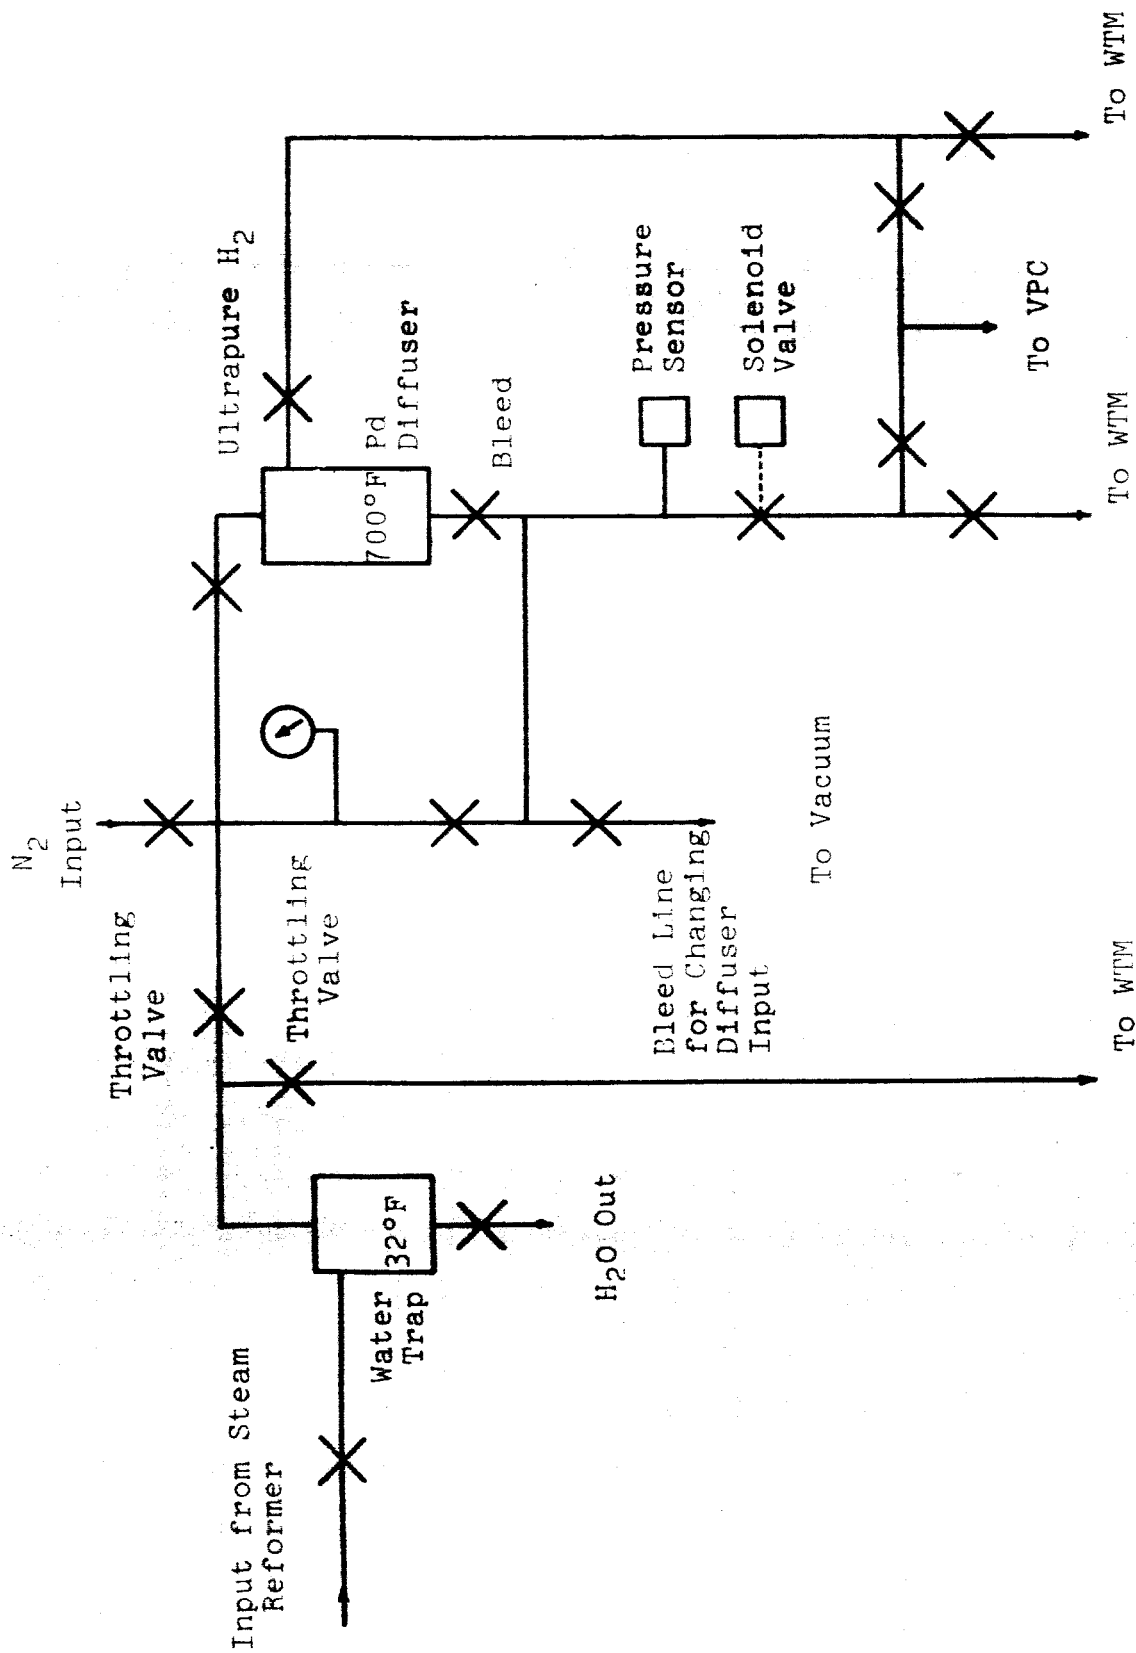 Input from Steam
Reformer
Water
Trap
32°F
H₂O Out
Throttling
Valve
Throttling
Valve
To WTM
N₂
Input
Bleed Line
for Changing
Diffuser
Input
To Vacuum
Ultrapure H₂
700°F
Pd
Diffuser
Bleed
Pressure
Sensor
Solenoid
Valve
To WTM
To VPC
To WTM